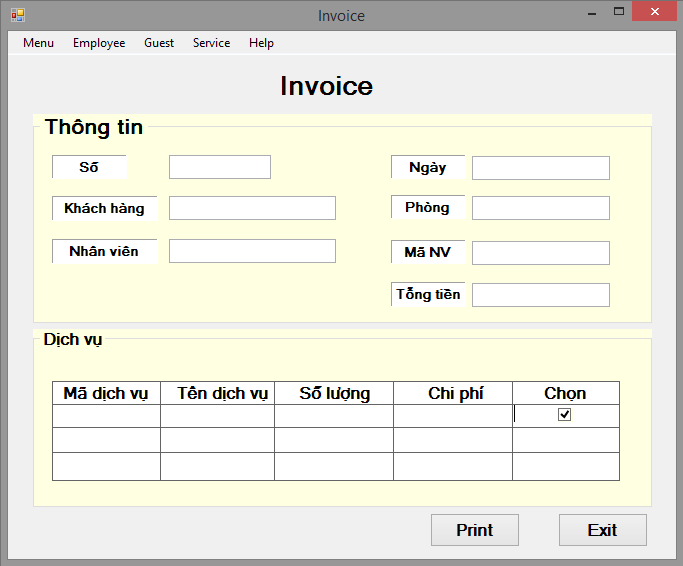 Invoice
Menu Employee Guest Service Help
Invoice
Thông tin
Số Ngày
Khách hàng Phòng
Nhân viên Mã NV
Tổng tiền
Dịch vụ
Mã dịch vụ Tên dịch vụ Số lượng Chi phí Chọn
Print Exit